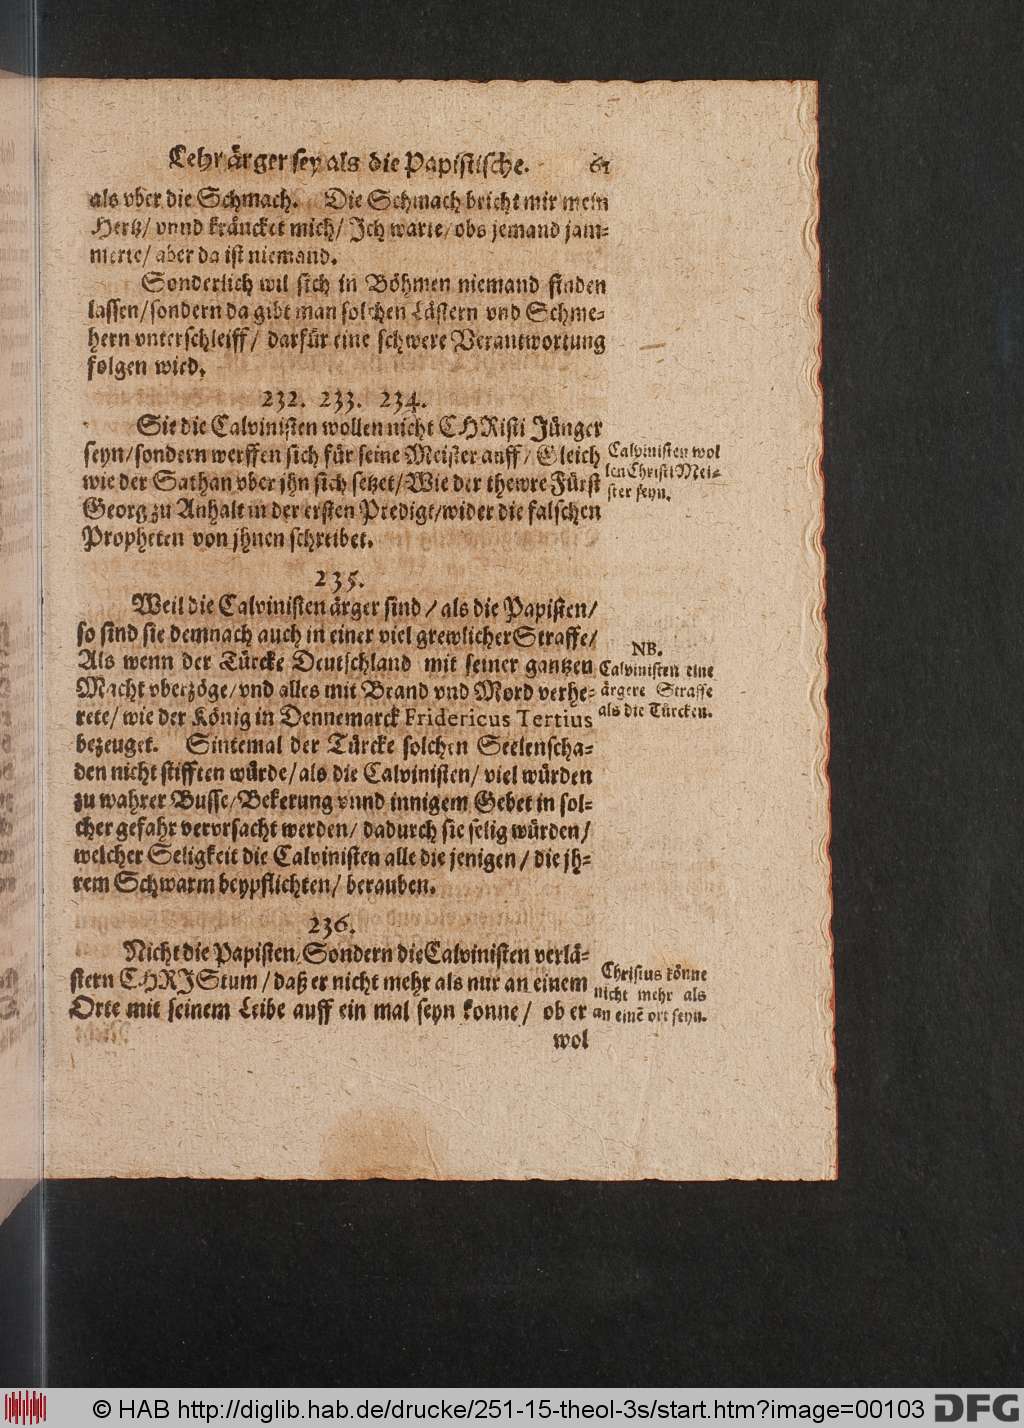 Lehr ärger sey als die Papistische. 61
als vber die Schmach. Die Schmach bricht mir mein
Hertz/ vnnd kräncket mich/ Ich warte/ obs jemand jam-
merte/ aber da ist niemand.
Sonderlich wil sich in Böhmen niemand finden
lassen/ sondern da gibt man solchen Lästern vnd Schme-
hern vnterschleiff/ darfür eine schwere Verantwortung
folgen wird.
232. 233. 234.
Sie die Calvinisten wollen nicht CHRisti Jünger
seyn/ sondern werffen sich für seine Meister auff/ Gleich
wie der Sathan vber jhn sich setzet/ Wie der thewre Fürst
Georg zu Anhalt in der ersten Predigt/ wider die falschen
Propheten von jhnen schreibet.
Calvinisten wol
len Christi Mei-
ster seyn.
235.
Weil die Calvinisten ärger sind/ als die Papisten/
so sind sie demnach auch in einer viel grewlicher Straffe/
Als wenn der Türcke Deutschland mit seiner gantzen
Macht vberzöge/ vnd alles mit Brand vnd Mord verhe-
rete/ wie der König in Dennemarck Fridericus Tertius
bezeuget. Sintemal der Türcke solchen Seelenscha-
den nicht stifften würde/ als die Calvinisten/ viel würden
zu wahrer Busse/ Bekerung vnnd innigem Gebet in sol-
cher gefahr verorsacht werden/ dadurch sie selig würden/
welcher Seligkeit die Calvinisten alle die jenigen/ die jh-
rem Schwarm beypflichten/ berauben.
NB.
Calvinisten eine
ärgere Straffe
als die Türcken.
236.
Nicht die Papisten/ Sondern die Calvinisten verlä-
stern CHRIStum/ daß er nicht mehr als nur an einem
Orte mit seinem Leibe auff ein mal seyn konne/ ob er
wol
Christus könne
nicht mehr als
an einē ort seyn.
© HAB http://diglib.hab.de/drucke/251-15-theol-3s/start.htm?image=00103
DFG